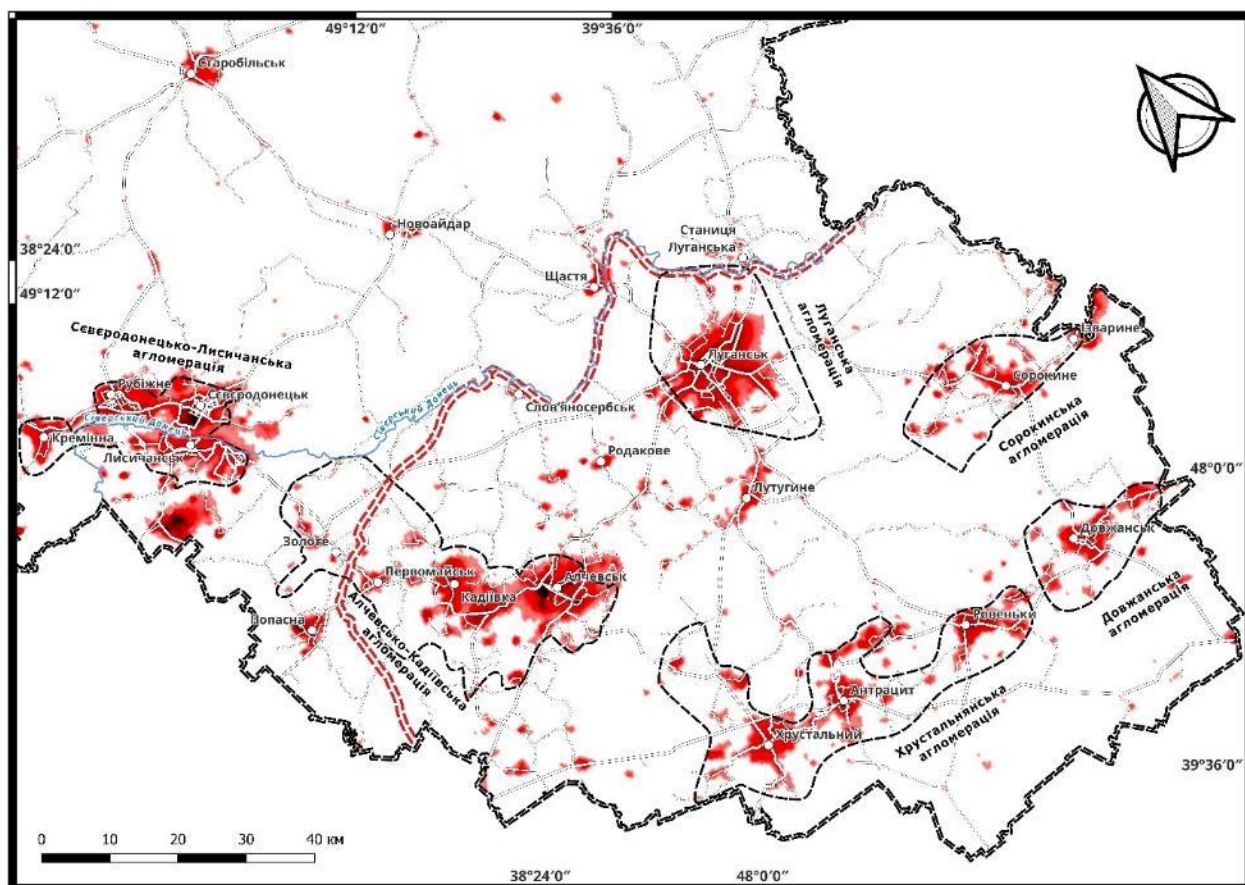 49°12′0″
39°36′0″
Старобільськ
Новоайдар
Станиця
Луганська
38°24′0″
49°12′0″
Щастя
Луганська
агломерація
Ізварине
Сєвєродонецько-Лисичанська
агломерація
Рубіжне
Сєвєродонецьк
Сіверський Донець
Кремінна
Лисичанськ
Сіверський Донець
Слов'яносербськ
Луганськ
Сорокине
Сорокинська
агломерація
Родакове
Лутугине
48°0′0″
Золоте
Первомайськ
Кадіївка
Алчевськ
Довжанськ
Довжанська
агломерація
Попасна
Алчевсько-Кадіївська
агломерація
Ровеньки
Антрацит
Хрустальний
Хрустальнянська
агломерація
39°36′0″
0 10 20 30 40 км
38°24′0″
48°0′0″